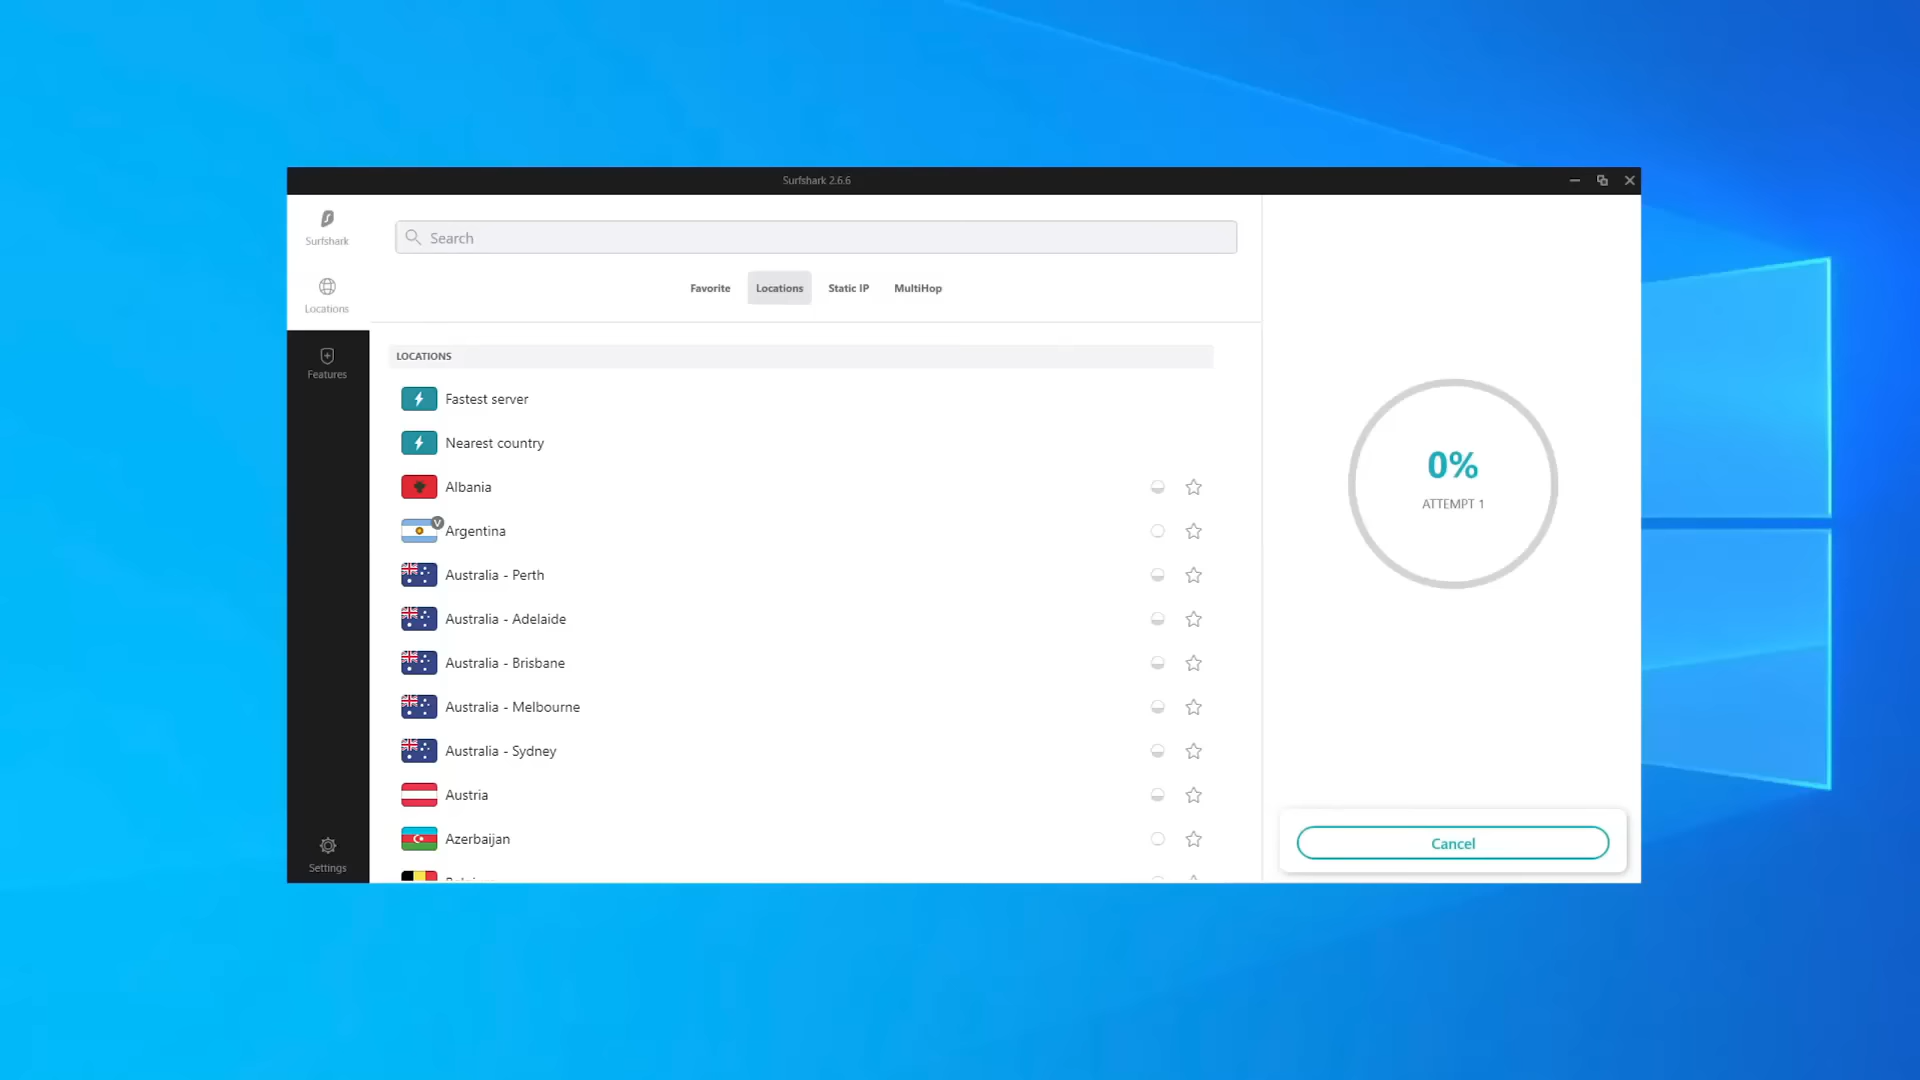 Surfshark 2.6.6
Surfshark
Search
Locations
Favorite
Locations
Static IP
MultiHop
Features
LOCATIONS
Fastest server
Nearest country
Albania
V
Argentina
Australia - Perth
Australia - Adelaide
Australia - Brisbane
Australia - Melbourne
Australia - Sydney
Austria
Azerbaijan
0%
ATTEMPT 1
Cancel
Settings